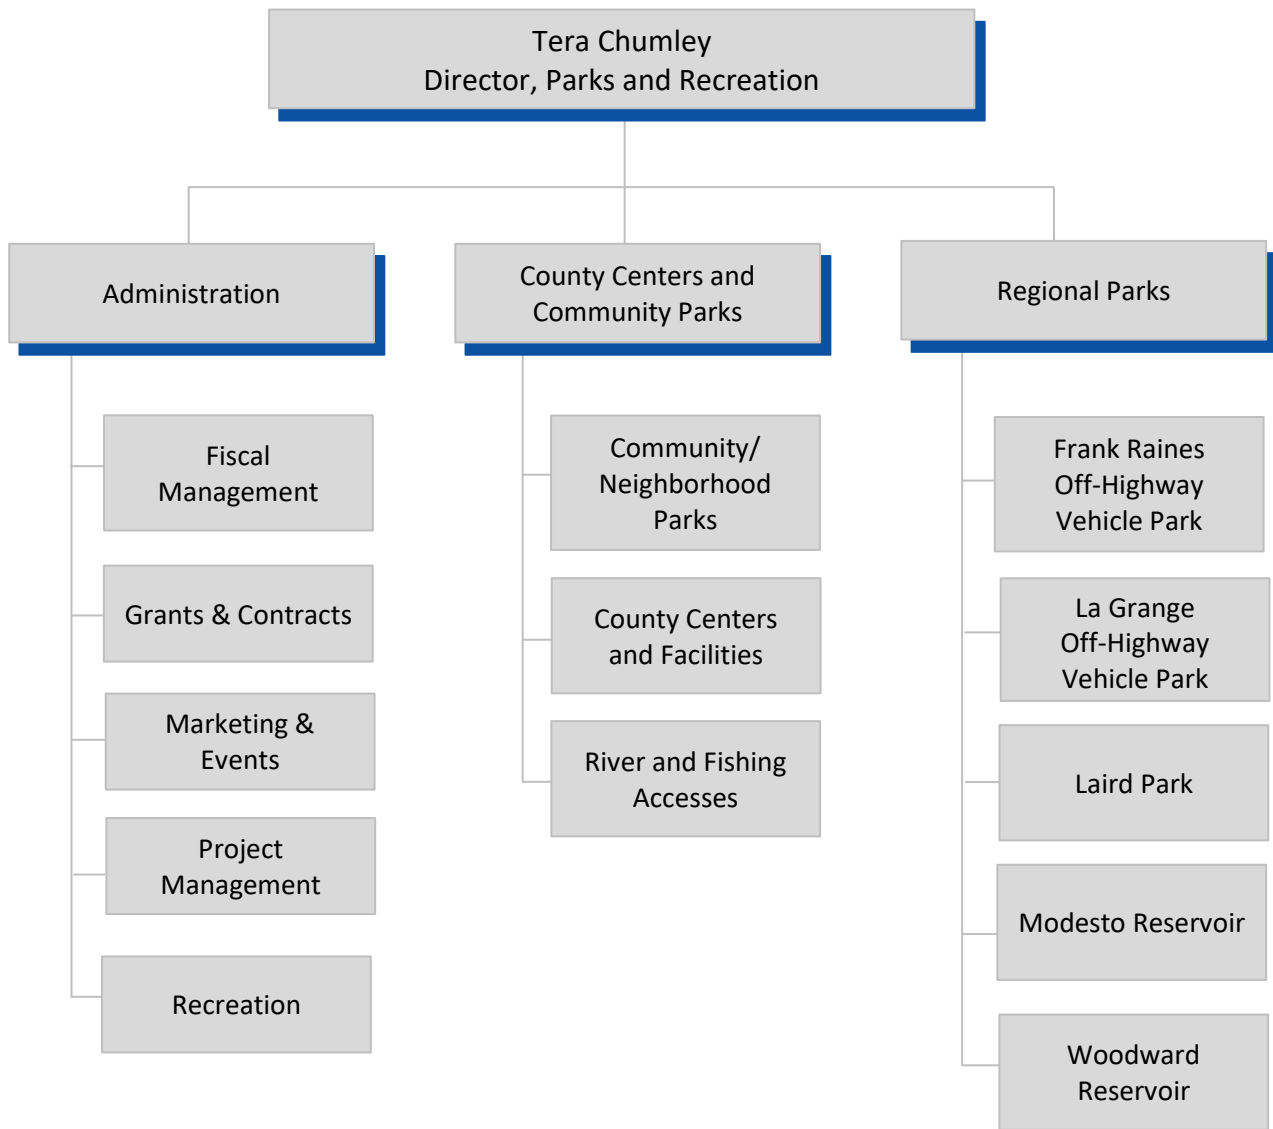 Tera Chumley
Director, Parks and Recreation
Administration
County Centers and
Community Parks
Regional Parks
Fiscal
Management
Grants & Contracts
Marketing &
Events
Project
Management
Recreation
Community/
Neighborhood
Parks
County Centers
and Facilities
River and Fishing
Accesses
Frank Raines
Off-Highway
Vehicle Park
La Grange
Off-Highway
Vehicle Park
Laird Park
Modesto Reservoir
Woodward
Reservoir